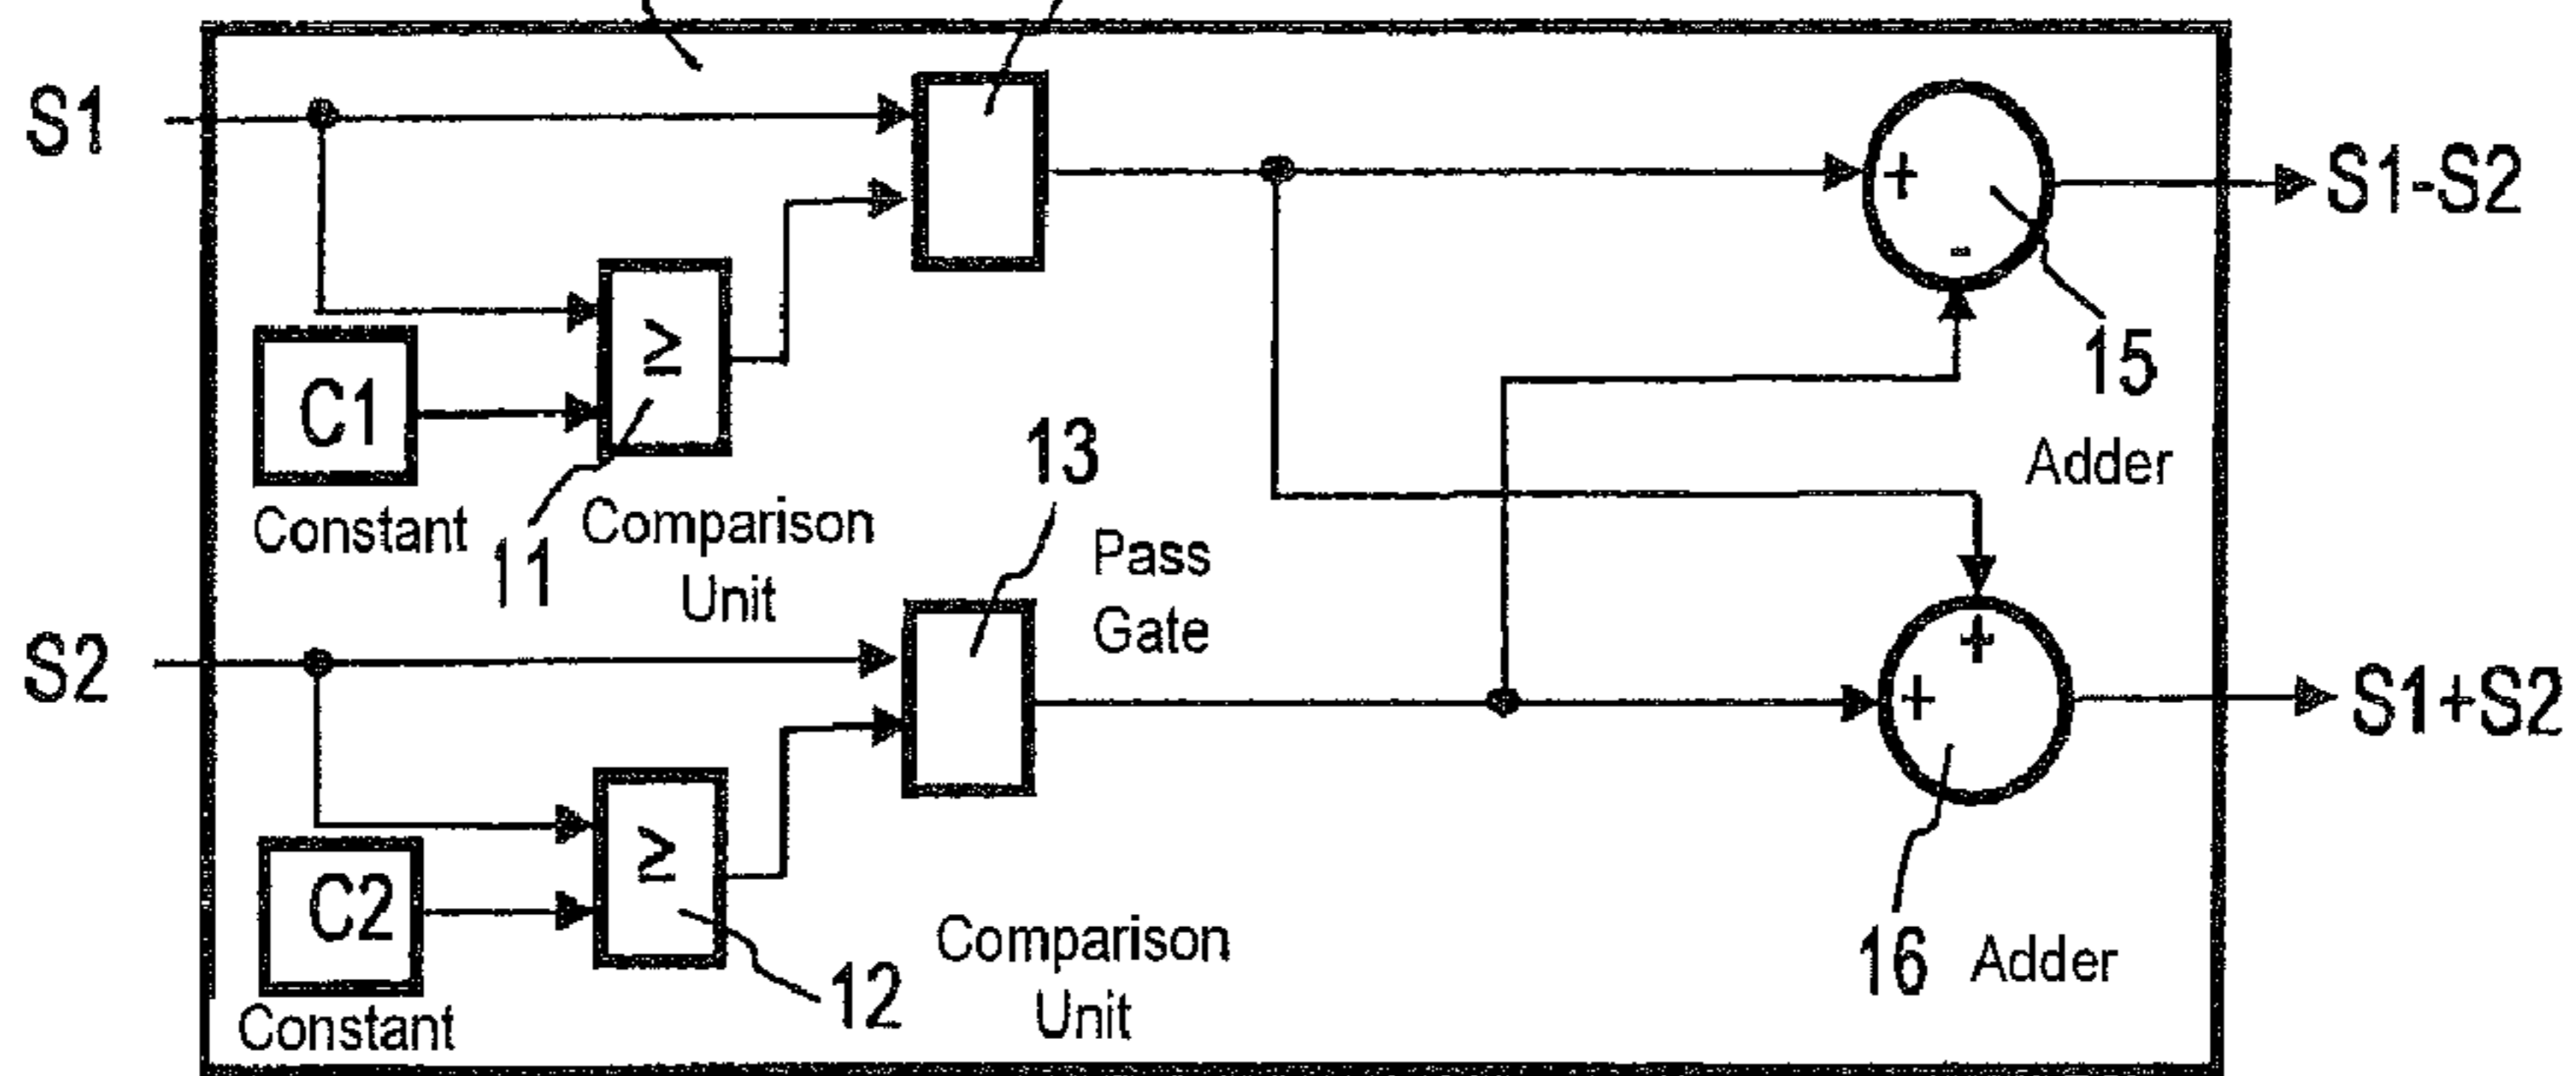 S1
+
S1-S2
-
≥
C1
15
13
Adder
Constant
11
Comparison
Unit
Pass
Gate
+
S2
+
S1+S2
≥
C2
12
Comparison
Unit
16
Adder
Constant